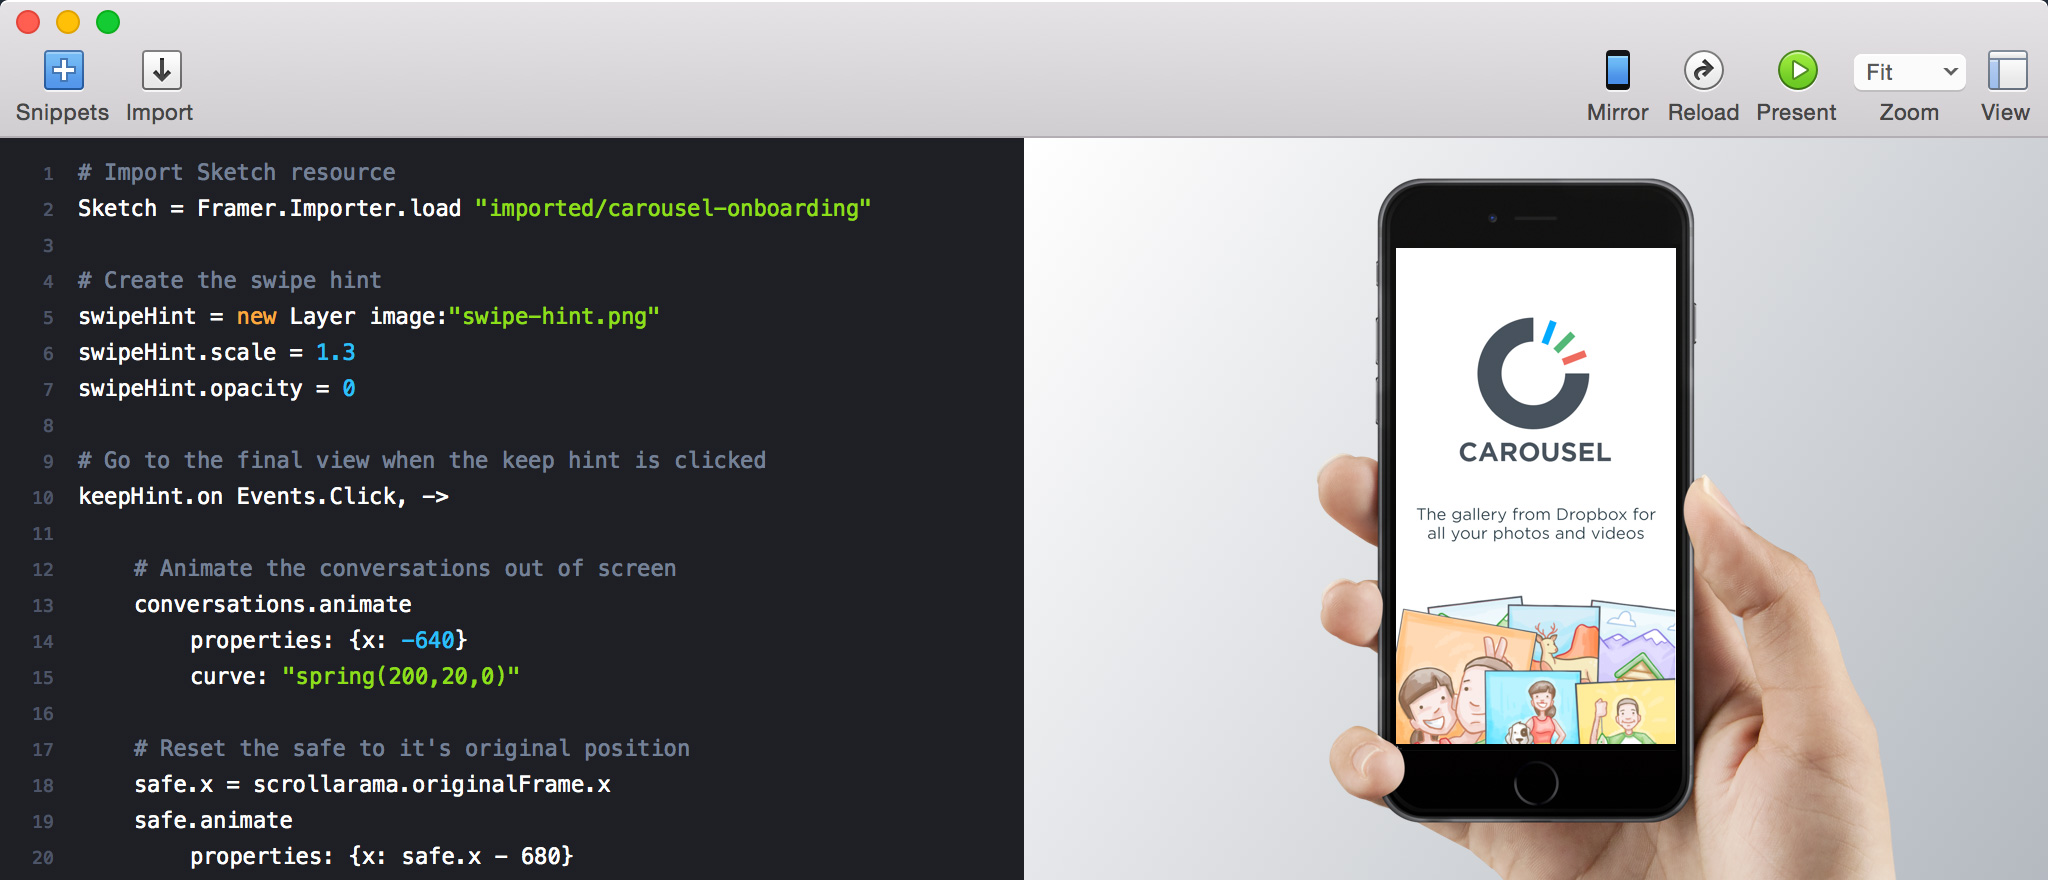 Snippets
Import
Mirror
Reload
Present
Fit
Zoom
View
1 # Import Sketch resource
2 Sketch = Framer.Importer.load "imported/carousel-onboarding"
3
4 # Create the swipe hint
5 swipeHint = new Layer image:"swipe-hint.png"
6 swipeHint.scale = 1.3
7 swipeHint.opacity = 0
8
9 # Go to the final view when the keep hint is clicked
10 keepHint.on Events.Click, ->
11
12 # Animate the conversations out of screen
13 conversations.animate
14 properties: {x: -640}
15 curve: "spring(200,20,0)"
16
17 # Reset the safe to it's original position
18 safe.x = scrollarama.originalFrame.x
19 safe.animate
20 properties: {x: safe.x - 680}
CAROUSEL
The gallery from Dropbox for
all your photos and videos